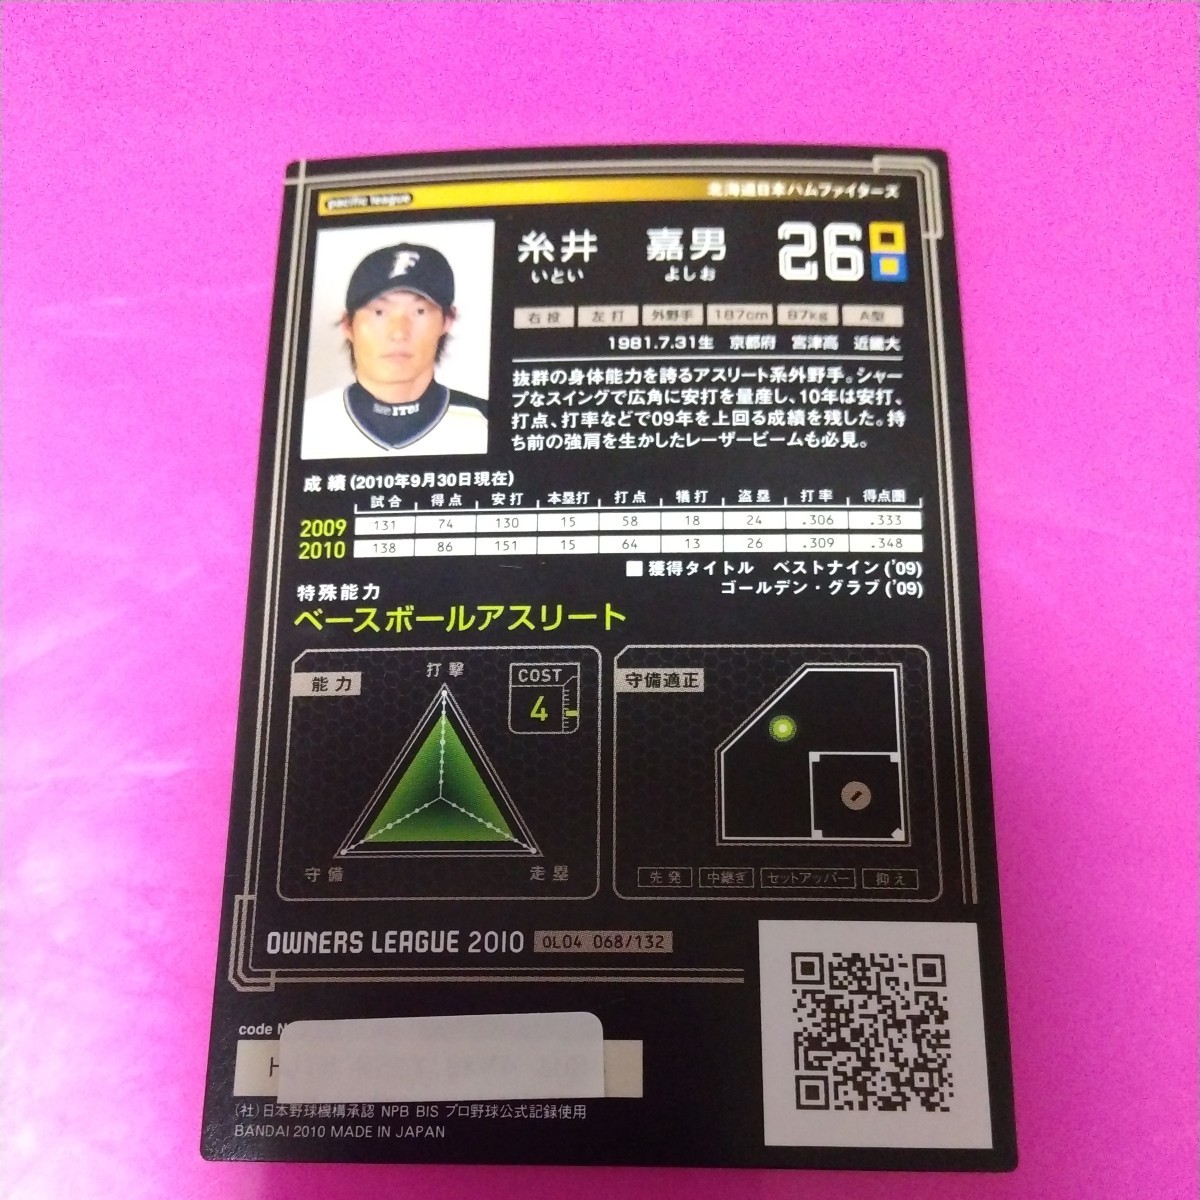 pacific league
北海道日本ハムファイターズ
糸井 嘉男 26
いとい よしお
右投 左打 外野手 187cm 87kg A型
1981.7.31生 京都府 宮津高 近畿大
抜群の身体能力を誇るアスリート系外野手。シャー
プなスイングで広角に安打を量産し、10年は安打、
打点、打率などで09年を上回る成績を残した。持
ち前の強肩を生かしたレーザービームも必見。
F
ITOI
成績(2010年9月30日現在)
試合 得点 安打 本塁打 打点 犠打 盗塁 打率 得点圏
2009 131 74 130 15 58 18 24 .306 .333
2010 138 86 151 15 64 13 26 .309 .348
■獲得タイトル ベストナイン('09)
ゴールデン・グラブ('09)
特殊能力
ベースボールアスリート
能力
打撃
COST
4
守備
走塁
守備適正
先発 中継ぎ セットアッパー 抑え
OWNERS LEAGUE 2010 OL04 068/132
code
(社)日本野球機構承認 NPB BIS プロ野球公式記録使用
BANDAI 2010 MADE IN JAPAN